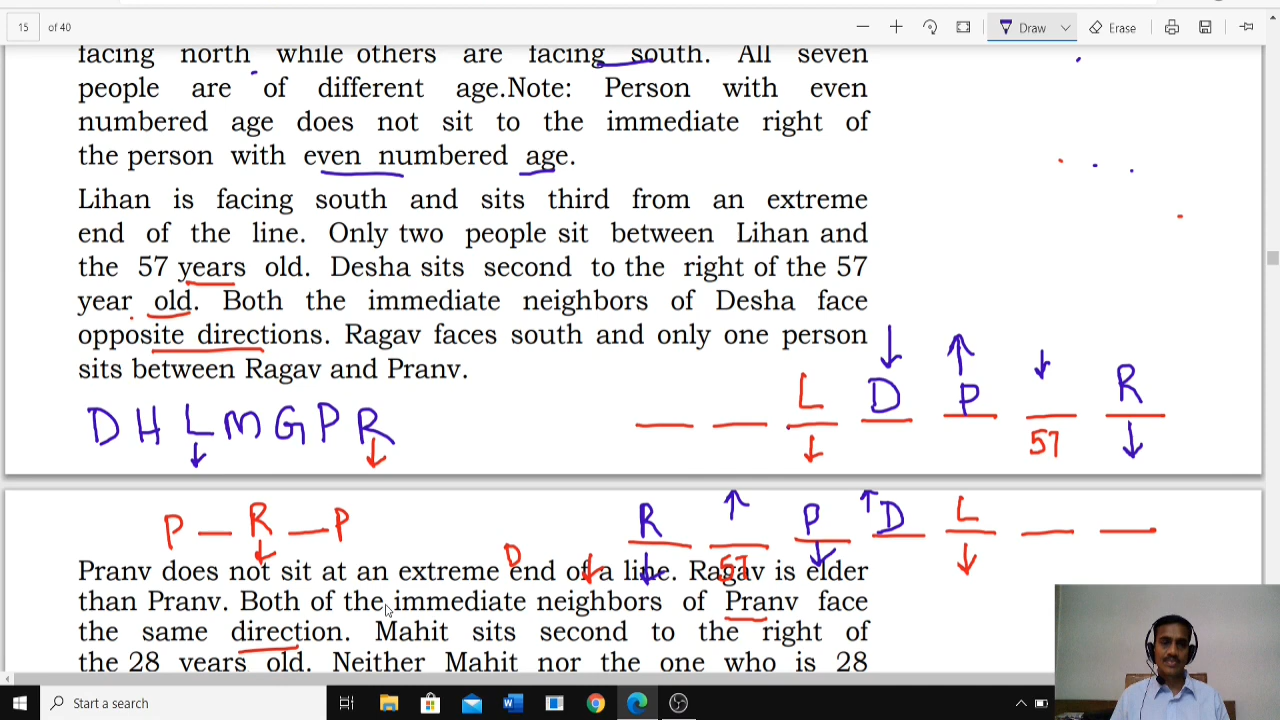 15 of 40 Draw Erase
facing north while others are facing south. All seven
people are of different age.Note: Person with even
numbered age does not sit to the immediate right of
the person with even numbered age.
Lihan is facing south and sits third from an extreme
end of the line. Only two people sit between Lihan and
the 57 years old. Desha sits second to the right of the 57
year old. Both the immediate neighbors of Desha face
opposite directions. Ragav faces south and only one person
sits between Ragav and Pranv.
L D P R
D H L M G P R
57
P R P
R P D L
D 57
Pranv does not sit at an extreme end of a line. Ragav is elder
than Pranv. Both of the immediate neighbors of Pranv face
the same direction. Mahit sits second to the right of
the 28 years old. Neither Mahit nor the one who is 28
Start a search